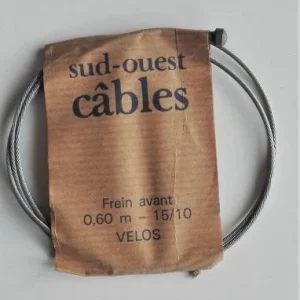 sud-ouest
câbles
Frein avant
0,60 m - 15/10
VELOS